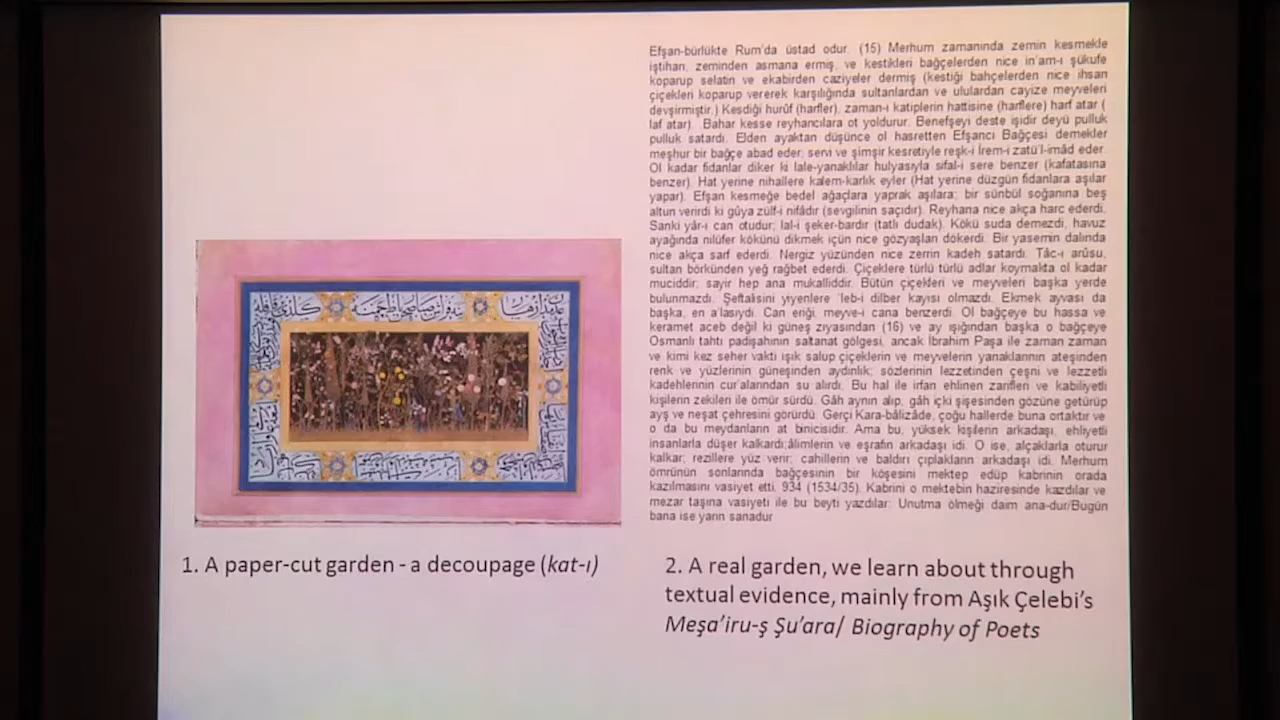 Efşan-bürlükte Rum'da üstad odur. (15) Merhum zamanında zemin kesmekle
iştihan, zeminden asmana ermiş, ve kestikleri bağçelerden nice in'am-ı şükufe
koparup selatin ve ekabirden caziyeler dermiş (kestiği bahçelerden nice ihsan
çiçekleri koparup vererek karşılığında sultanlardan ve ululardan cayize meyveleri
devşirmiştir.) Kesdiği hurûf (harfler), zaman-ı katiplerin hattisine (harflere) harf atar (
laf atar). Bahar kesse reyhancılara ot yoldurur. Benefşeyi deste işidir deyü pulluk
pulluk satardı. Elden ayaktan düşünce ol hasretten Efşancı Bağçesi demekler
meşhur bir bağçe abad eder; servi ve şimşir kesretiyle reşk-i İrem-i zatü'l-imâd eder.
Ol kadar fidanlar diker ki lale-yanaklılar hulyasıyla sıfal-i sere benzer (kafatasına
benzer). Hat yerine nihallere kalem-karlık eyler (Hat yerine düzgün fidanlara aşılar
yapar). Efşan kesmeğe bedel ağaçlara yaprak aşılara; bir sünbül soğanına beş
altun verirdi ki gûya zülf-i nifâdır (sevgilinin saçıdır). Reyhana nice akça harc ederdi.
Sanki yâr-i can otudur; lal-i şeker-bardır (tatlı dudak). Kökü suda demezdi, havuz
ayağında nilüfer kökünü dikmek içün nice gözyaşları dökerdi. Bir yasemin dalında
nice akça sarf ederdi. Nergiz yüzünden nice zerrin kadeh satardı. Tâc-ı arûsu,
sultan börkünden yeğ rağbet ederdi. Çiçeklere türlü türlü adlar koymakta ol kadar
muciddir; sayir hep ana mukalliddir. Bütün çiçekleri ve meyveleri başka yerde
bulunmazdı. Şeftalisini yiyenlere 'leb-i dilber kayısı olmazdı. Ekmek ayvası da
başka, en a'lasıydı. Can eriği, meyve-i cana benzerdi. Ol bağçeye bu hassa ve
keramet aceb değil ki güneş ziyasından (16) ve ay ışığından başka o bağçeye
Osmanlı tahtı padişahının saltanat gölgesi, ancak İbrahim Paşa ile zaman zaman
ve kimi kez seher vakti ışık salup çiçeklerin ve meyvelerin yanaklarının ateşinden
renk ve yüzlerinin güneşinden aydınlık; sözlerinin lezzetinden çeşni ve lezzetli
kadehlerinin cur'alarından su alırdı. Bu hal ile irfan ehlinen zarifleri ve kabiliyetli
kişilerin zekileri ile ömür sürdü. Gâh aynın alıp, gâh içki şişesinden gözüne getürüp
ayş ve neşat çehresini görürdü. Gerçi Kara-bâlizâde, çoğu hallerde buna ortaktır ve
o da bu meydanların at binicisidir. Ama bu, yüksek kişilerin arkadaşı, ehliyetli
insanlarla düşer kalkardı;âlimlerin ve eşrafın arkadaşı idi. O ise, alçaklarla oturur
kalkar; rezillere yüz verir; cahillerin ve baldırı çıplakların arkadaşı idi. Merhum
ömrünün sonlarında bağçesinin bir köşesini mektep edüp kabrinin orada
kazılmasını vasiyet etti. 934 (1534/35). Kabrini o mektebin haziresinde kazdılar ve
mezar taşına vasiyeti ile bu beyti yazdılar: Unutma ölmeği daim ana-dur/Bugün
bana ise yarın sanadur
1. A paper-cut garden - a decoupage (kat-ı)
2. A real garden, we learn about through
textual evidence, mainly from Aşık Çelebi's
Meşa'iru-ş Şu'ara/ Biography of Poets